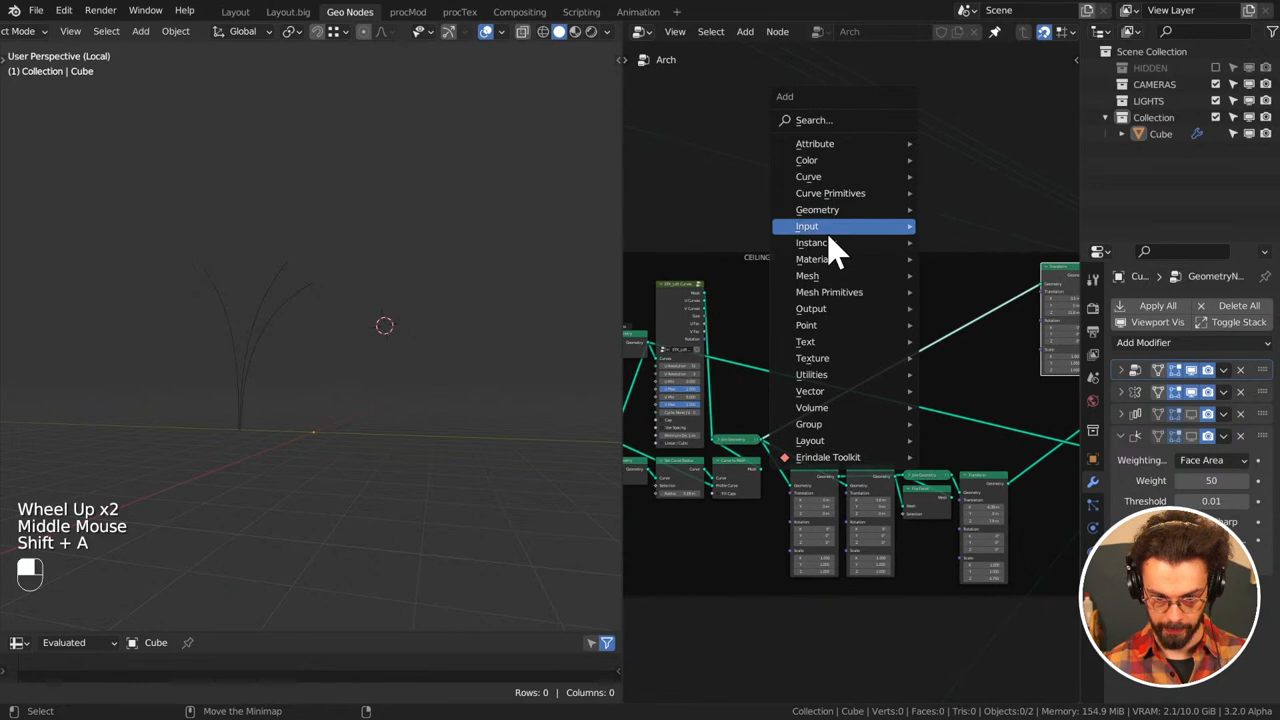 File Edit Render Window Help Layout Layout.big Geo Nodes procMod procTex Compositing Scripting Animation + Scene View Layer
ct Mode View Select Add Object Global View Select Add Node Arch
User Perspective (Local)
(1) Collection | Cube
Arch
Scene Collection
HIDDEN
CAMERAS
LIGHTS
Collection
Cube
Add
Search...
Attribute
Color
Curve
Curve Primitives
Geometry
Input
Instanc
Materia
Mesh
Mesh Primitives
Output
Point
Text
Texture
Utilities
Vector
Volume
Group
Layout
Erindale Toolkit
CEILING
Cu... GeometryN...
Apply All Delete All
Viewport Vis Toggle Stack
Add Modifier
Weighting... Face Area
Weight 50
Threshold 0.01
harp
Wheel Up x2
Middle Mouse
Shift + A
Evaluated Cube
Rows: 0 | Columns: 0
Select Move the Minimap Collection | Cube | Verts:0 | Faces:0 | Tris:0 | Objects:0/2 | Memory: 154.9 MiB | VRAM: 2.1/10.0 GiB | 3.2.0 Alpha